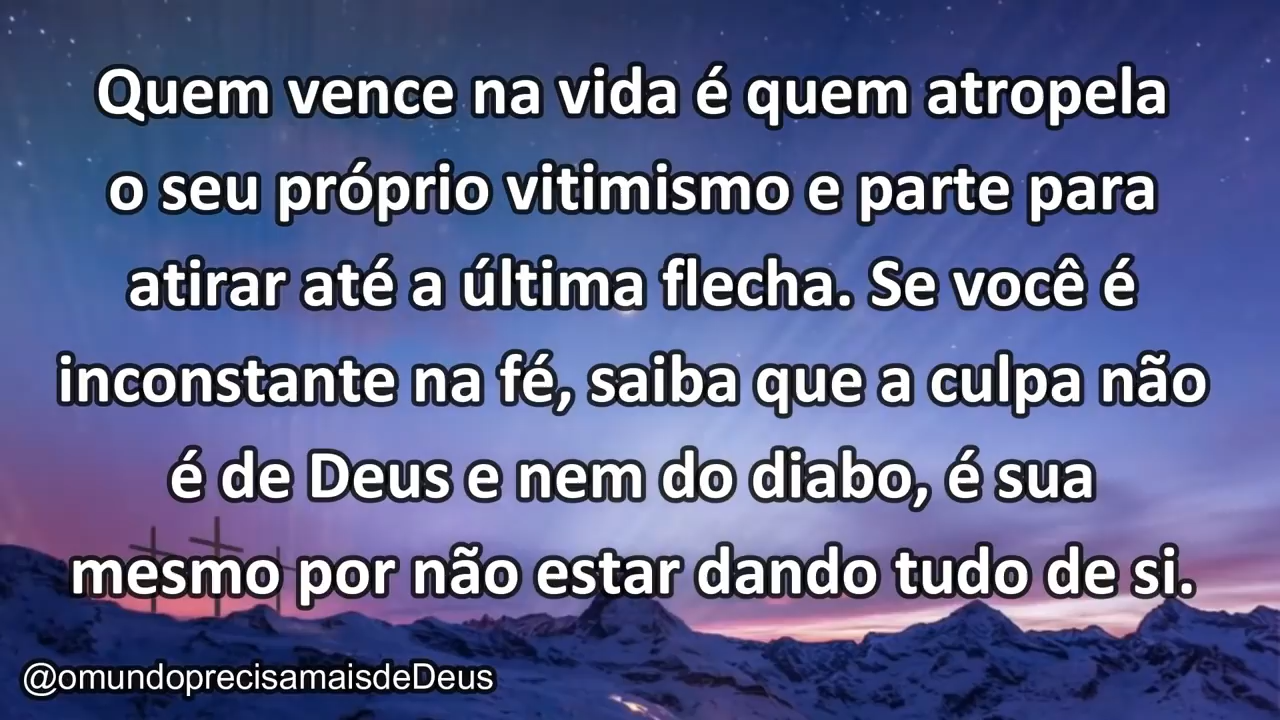 Quem vence na vida é quem atropela
o seu próprio vitimismo e parte para
atirar até a última flecha. Se você é
inconstante na fé, saiba que a culpa não
é de Deus e nem do diabo, é sua
mesmo por não estar dando tudo de si.
@omundoprecisamaisdeDeus